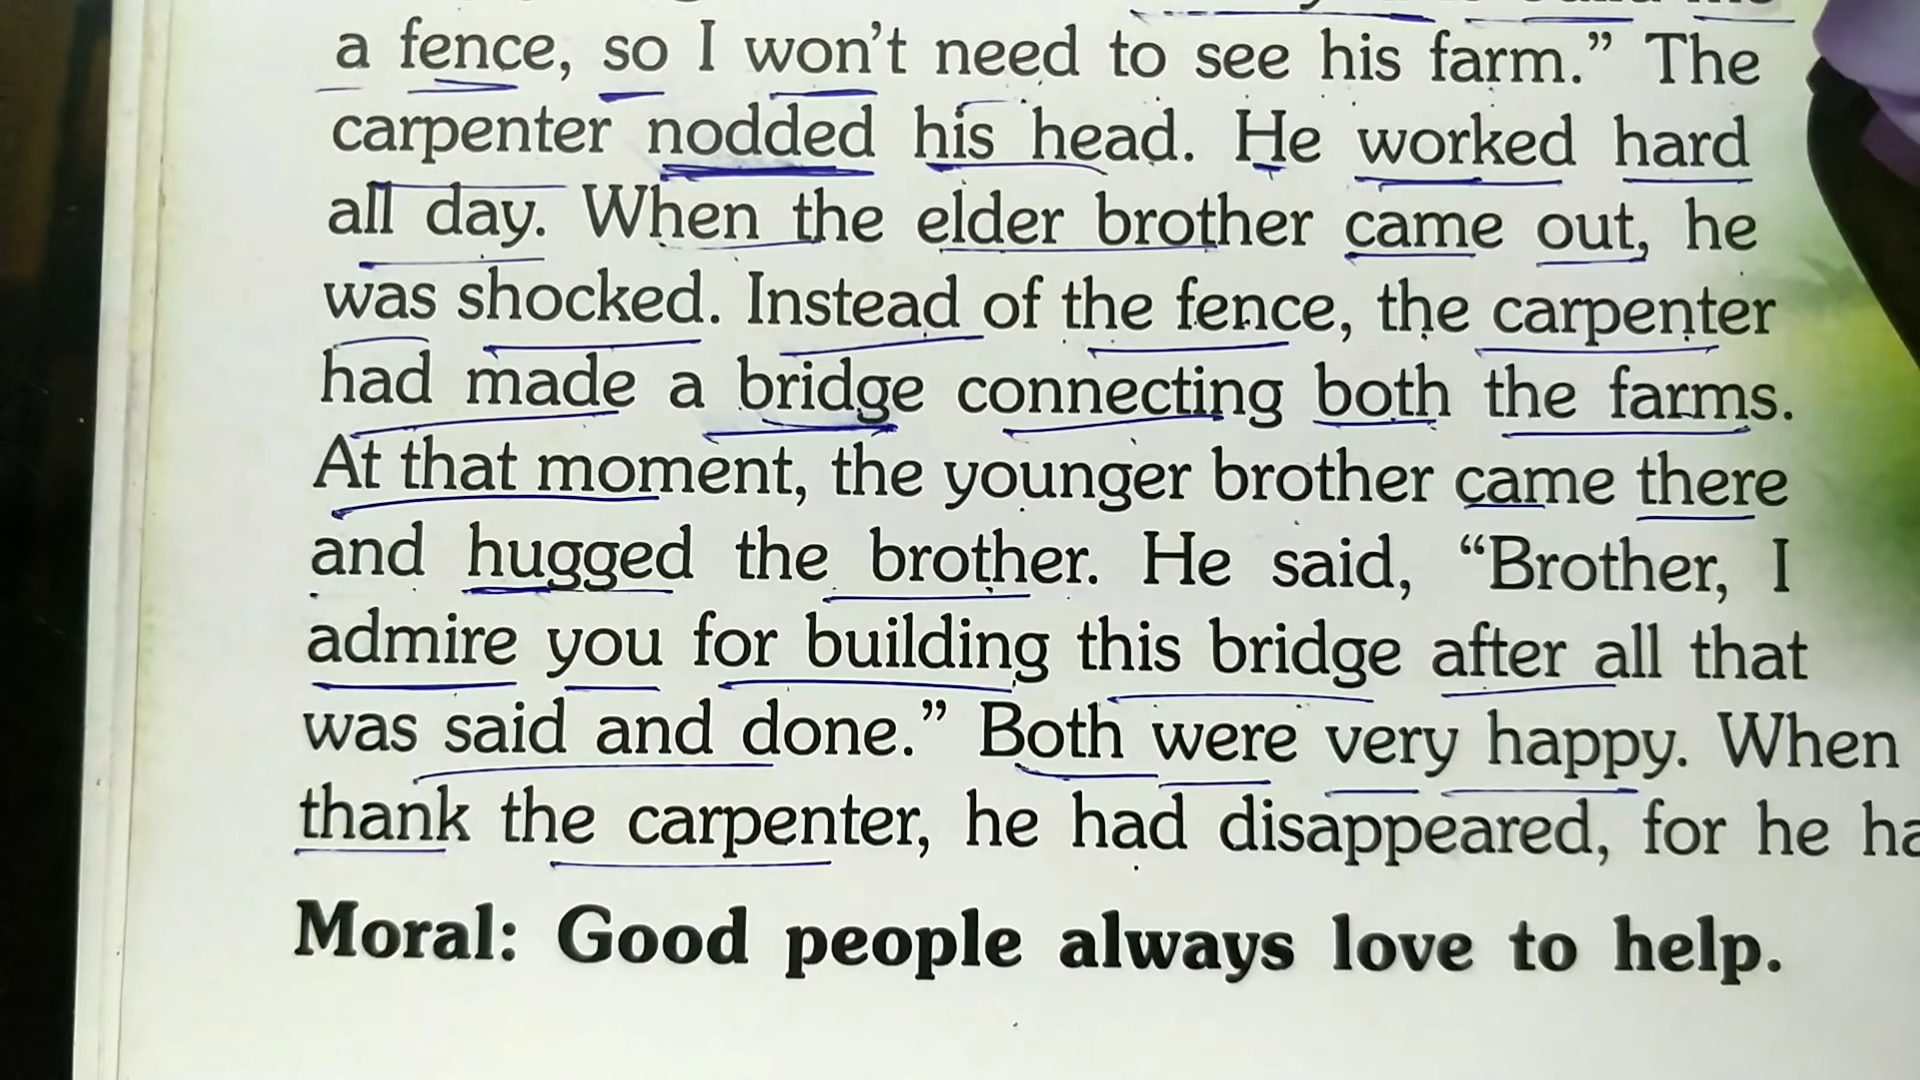 a fence, so I won't need to see his farm.” The
carpenter nodded his head. He worked hard
all day. When the elder brother came out, he
was shocked. Instead of the fence, the carpenter
had made a bridge connecting both the farms.
At that moment, the younger brother came there
and hugged the brother. He said, “Brother, I
admire you for building this bridge after all that
was said and done.” Both were very happy. When
thank the carpenter, he had disappeared, for he
Moral: Good people always love to help.